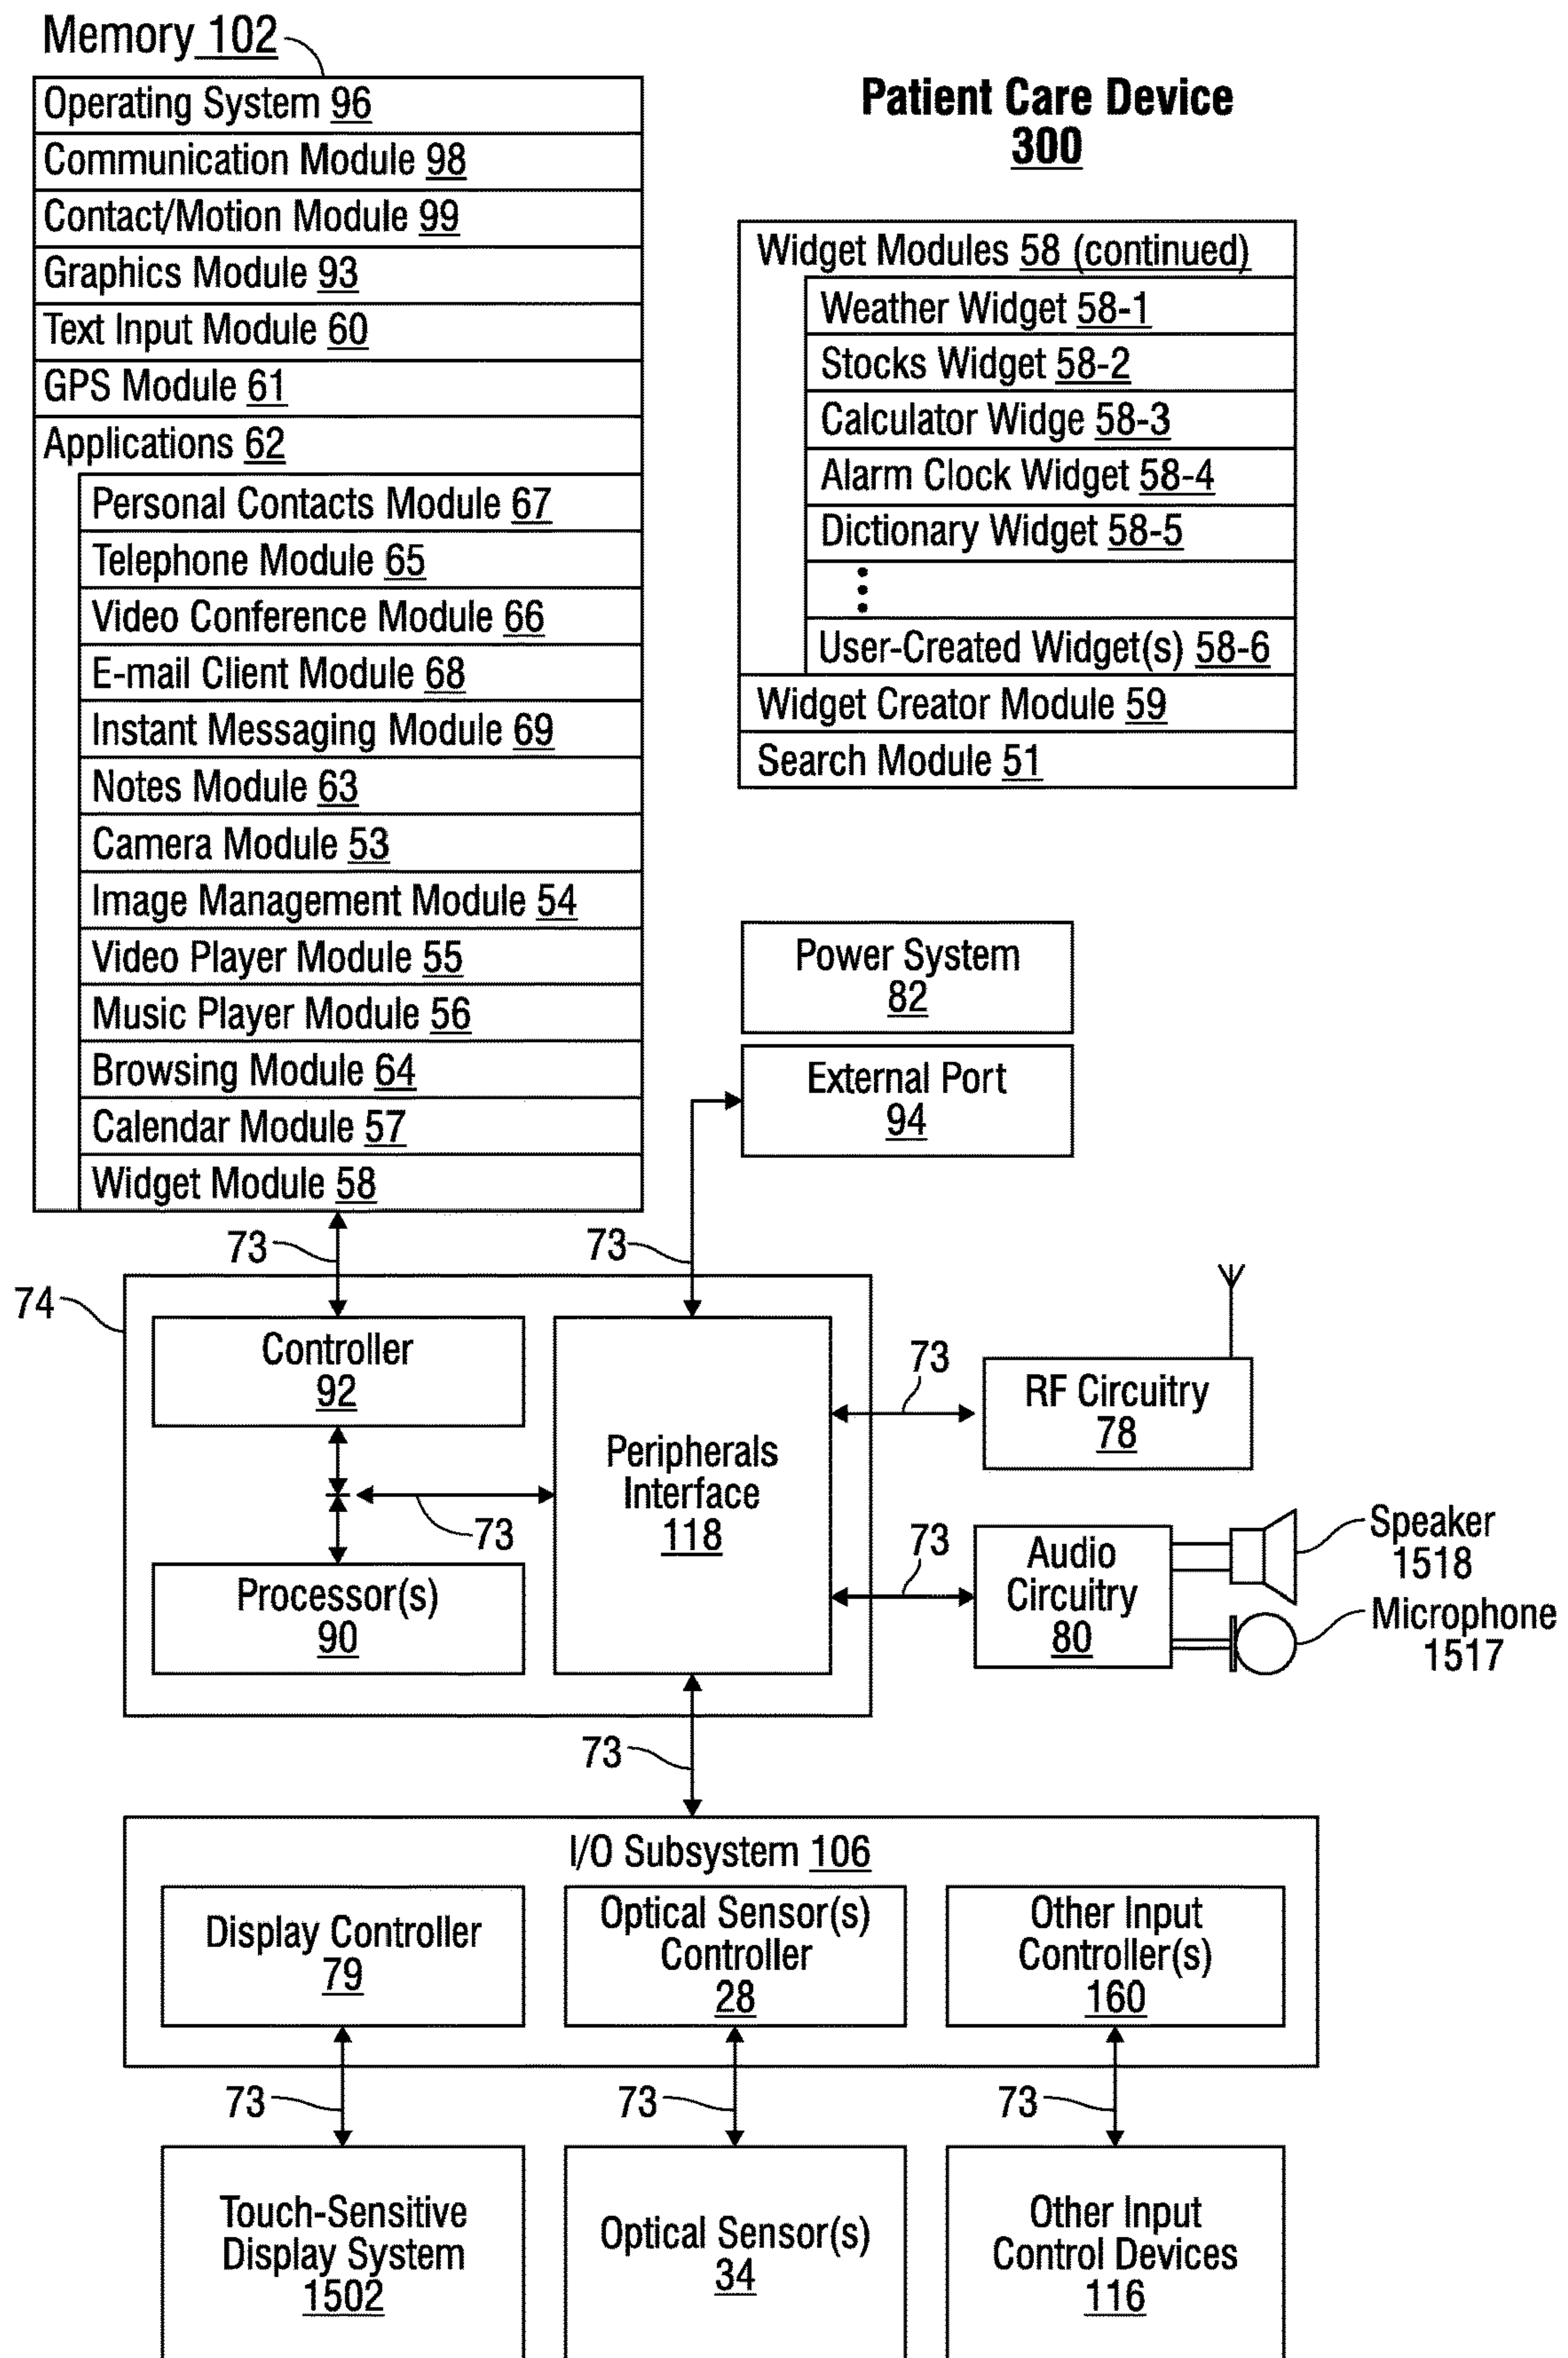 Memory 102
Operating System 96
Communication Module 98
Contact/Motion Module 99
Graphics Module 93
Text Input Module 60
GPS Module 61
Applications 62
Personal Contacts Module 67
Telephone Module 65
Video Conference Module 66
E-mail Client Module 68
Instant Messaging Module 69
Notes Module 63
Camera Module 53
Image Management Module 54
Video Player Module 55
Music Player Module 56
Browsing Module 64
Calendar Module 57
Widget Module 58
Patient Care Device
300
Widget Modules 58 (continued)
Weather Widget 58-1
Stocks Widget 58-2
Calculator Widge 58-3
Alarm Clock Widget 58-4
Dictionary Widget 58-5
User-Created Widget(s) 58-6
Widget Creator Module 59
Search Module 51
Power System
82
External Port
94
73
73
74
Controller
92
73
Processor(s)
90
Peripherals
Interface
118
73
RF Circuitry
78
73
Audio
Circuitry
80
Speaker
1518
Microphone
1517
73
I/O Subsystem 106
Display Controller
79
Optical Sensor(s)
Controller
28
Other Input
Controller(s)
160
73
73
73
Touch-Sensitive
Display System
1502
Optical Sensor(s)
34
Other Input
Control Devices
116